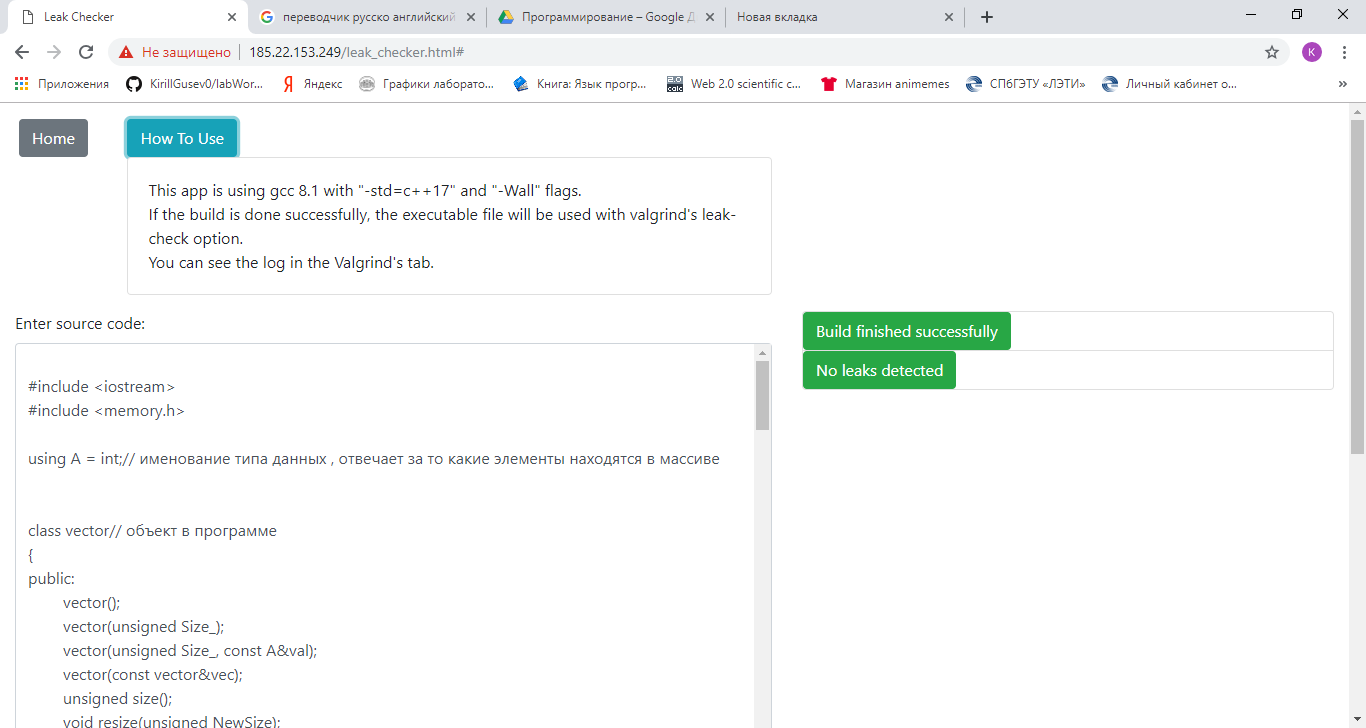 Leak Checker
переводчик русско английский
Программирование – Google Д
Новая вкладка
Не защищено
185.22.153.249/leak_checker.html#
K
Приложения
KirillGusev0/labWor...
Яндекс
Графики лаборато...
Книга: Язык прогр...
Web 2.0 scientific c...
Магазин animemes
СПбГЭТУ «ЛЭТИ»
Личный кабинет о...
Home
How To Use
This app is using gcc 8.1 with "-std=c++17" and "-Wall" flags.
If the build is done successfully, the executable file will be used with valgrind's leak-
check option.
You can see the log in the Valgrind's tab.
Enter source code:
Build finished successfully
No leaks detected
#include <iostream>
#include <memory.h>
using A = int;// именование типа данных , отвечает за то какие элементы находятся в массиве
class vector// объект в программе
{
public:
vector();
vector(unsigned Size_);
vector(unsigned Size_, const A&val);
vector(const vector&vec);
unsigned size();
void resize(unsigned NewSize);